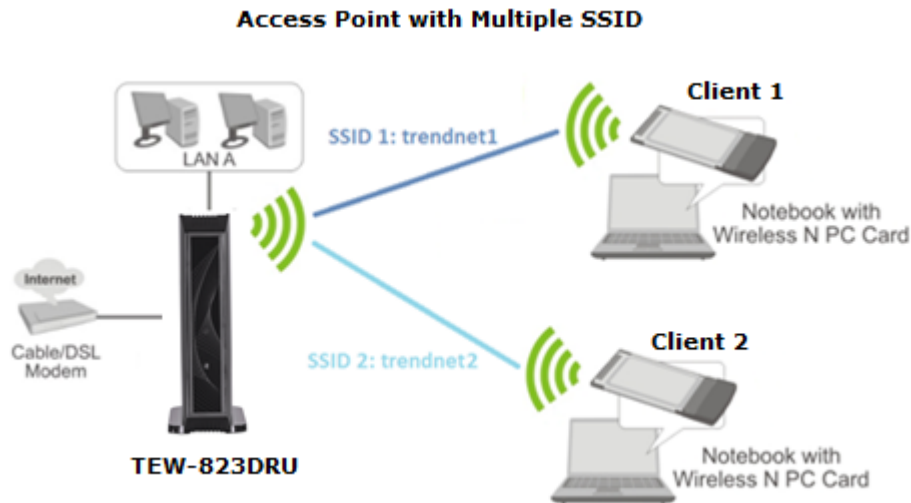 Access Point with Multiple SSID
LAN A
SSID 1: trendnet1
Client 1
Notebook with
Wireless N PC Card
Internet
Cable/DSL
Modem
SSID 2: trendnet2
Client 2
Notebook with
Wireless N PC Card
TEW-823DRU